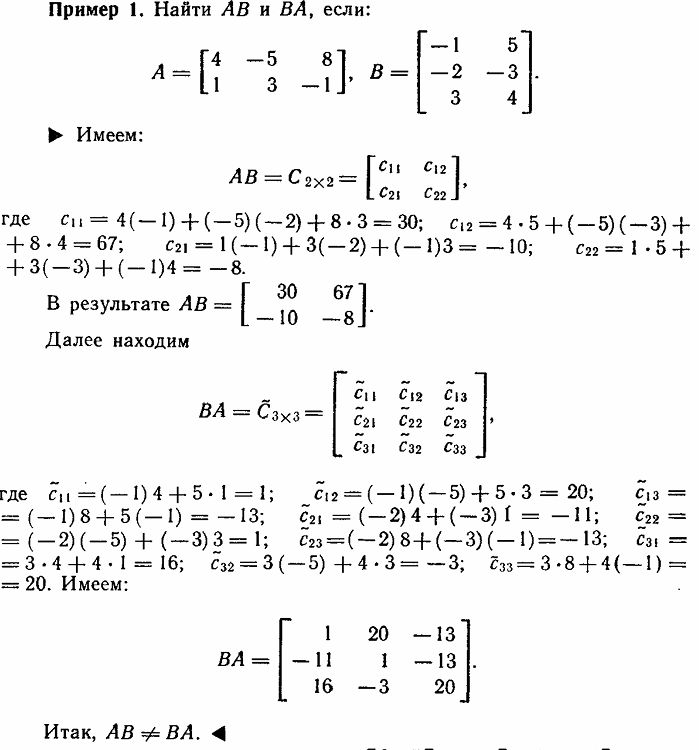 Пример 1. Найти AB и BA, если:
A = [4 −5 8; 1 3 −1], B = [−1 5; −2 −3; 3 4].
▶ Имеем:
AB = C₂ₓ₂ = [c₁₁ c₁₂; c₂₁ c₂₂],
где c₁₁ = 4(−1) + (−5)(−2) + 8 · 3 = 30; c₁₂ = 4 · 5 + (−5)(−3) +
+ 8 · 4 = 67; c₂₁ = 1(−1) + 3(−2) + (−1)3 = −10; c₂₂ = 1 · 5 +
+ 3(−3) + (−1)4 = −8.
В результате AB = [30 67; −10 −8].
Далее находим
BA = C̃₃ₓ₃ = [c̃₁₁ c̃₁₂ c̃₁₃; c̃₂₁ c̃₂₂ c̃₂₃; c̃₃₁ c̃₃₂ c̃₃₃],
где c̃₁₁ = (−1)4 + 5 · 1 = 1; c̃₁₂ = (−1)(−5) + 5 · 3 = 20; c̃₁₃ =
= (−1)8 + 5(−1) = −13; c̃₂₁ = (−2)4 + (−3)1 = −11; c̃₂₂ =
= (−2)(−5) + (−3)3 = 1; c̃₂₃ = (−2)8 + (−3)(−1) = −13; c̃₃₁ =
= 3 · 4 + 4 · 1 = 16; c̃₃₂ = 3(−5) + 4 · 3 = −3; c̃₃₃ = 3 · 8 + 4(−1) =
= 20. Имеем:
BA = [1 20 −13; −11 1 −13; 16 −3 20].
Итак, AB ≠ BA. ◀